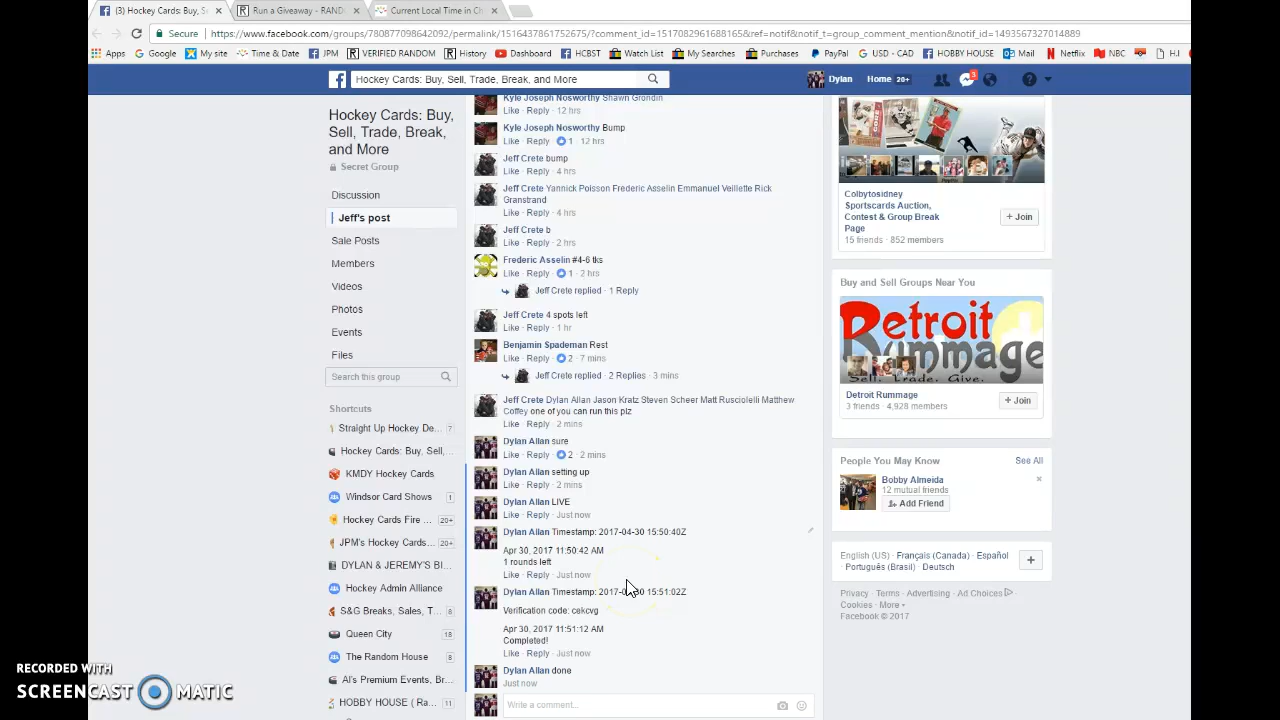 (3) Hockey Cards: Buy, Se
Run a Giveaway - RAND
Current Local Time in Ch
Secure
https://www.facebook.com/groups/780877098642092/permalink/1516437861752675/?comment_id=1517082961688165&ref=notif&notif_t=group_comment_mention&notif_id=1493567327014889
Apps Google My site Time & Date JPM VERIFIED RANDOM History Dashboard HCBST Watch List My Searches Purchase PayPal USD - CAD HOBBY HOUSE Mail Netflix NBC H.I
Hockey Cards: Buy, Sell, Trade, Break, and More
Dylan Home 20+ 3
Hockey Cards: Buy,
Sell, Trade, Break,
and More
Secret Group
Discussion
Jeff's post
Sale Posts
Members
Videos
Photos
Events
Files
Search this group
Shortcuts
Straight Up Hockey De... 7
Hockey Cards: Buy, Sell,...
KMDY Hockey Cards
Windsor Card Shows 1
Hockey Cards Fire ... 20+
JPM's Hockey Cards... 20+
DYLAN & JEREMY'S BI...
Hockey Admin Alliance
S&G Breaks, Sales, T... 8
Queen City 18
The Random House 8
Al's Premium Events, Br...
HOBBY HOUSE ( Ra... 11
Kyle Joseph Nosworthy Shawn Grondin
Like · Reply · 12 hrs
Kyle Joseph Nosworthy Bump
Like · Reply · 1 · 12 hrs
Jeff Crete bump
Like · Reply · 4 hrs
Jeff Crete Yannick Poisson Frederic Asselin Emmanuel Veillette Rick
Granstrand
Like · Reply · 4 hrs
Jeff Crete b
Like · Reply · 2 hrs
Frederic Asselin #4-6 tks
Like · Reply · 1 · 2 hrs
Jeff Crete replied · 1 Reply
Jeff Crete 4 spots left
Like · Reply · 1 hr
Benjamin Spademan Rest
Like · Reply · 2 · 7 mins
Jeff Crete replied · 2 Replies · 3 mins
Jeff Crete Dylan Allan Jason Kratz Steven Scheer Matt Rusciolelli Matthew
Coffey one of you can run this plz
Like · Reply · 2 mins
Dylan Allan sure
Like · Reply · 2 · 2 mins
Dylan Allan setting up
Like · Reply · 2 mins
Dylan Allan LIVE
Like · Reply · Just now
Dylan Allan Timestamp: 2017-04-30 15:50:40Z
Apr 30, 2017 11:50:42 AM
1 rounds left
Like · Reply · Just now
Dylan Allan Timestamp: 2017-04-30 15:51:02Z
Verification code: cekcvg
Apr 30, 2017 11:51:12 AM
Completed!
Like · Reply · Just now
Dylan Allan done
Just now
Write a comment...
Colbytosidney
Sportscards Auction,
Contest & Group Break
Page
15 friends · 852 members
+ Join
Buy and Sell Groups Near You
Detroit
Rummage
Sell. Trade. Give.
Detroit Rummage
3 friends · 4,928 members
+ Join
People You May Know See All
Bobby Almeida
12 mutual friends
Add Friend
English (US) · Français (Canada) · Español ·
Português (Brasil) · Deutsch
Privacy · Terms · Advertising · Ad Choices
Cookies · More
Facebook © 2017
RECORDED WITH
SCREENCAST MATIC